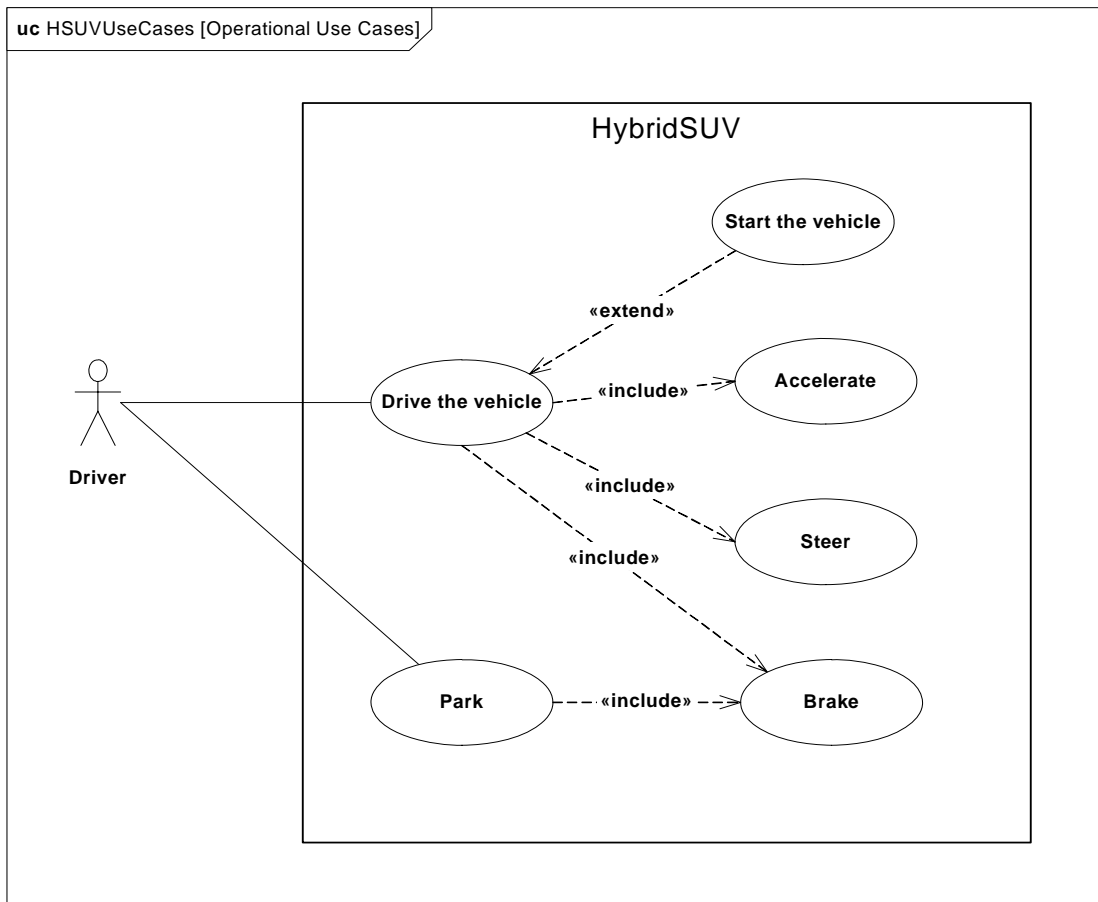 uc HSUVUseCases [Operational Use Cases]
HybridSUV
Start the vehicle
«extend»
Accelerate
«include»
Drive the vehicle
Driver
«include»
Steer
«include»
Park
«include»
Brake